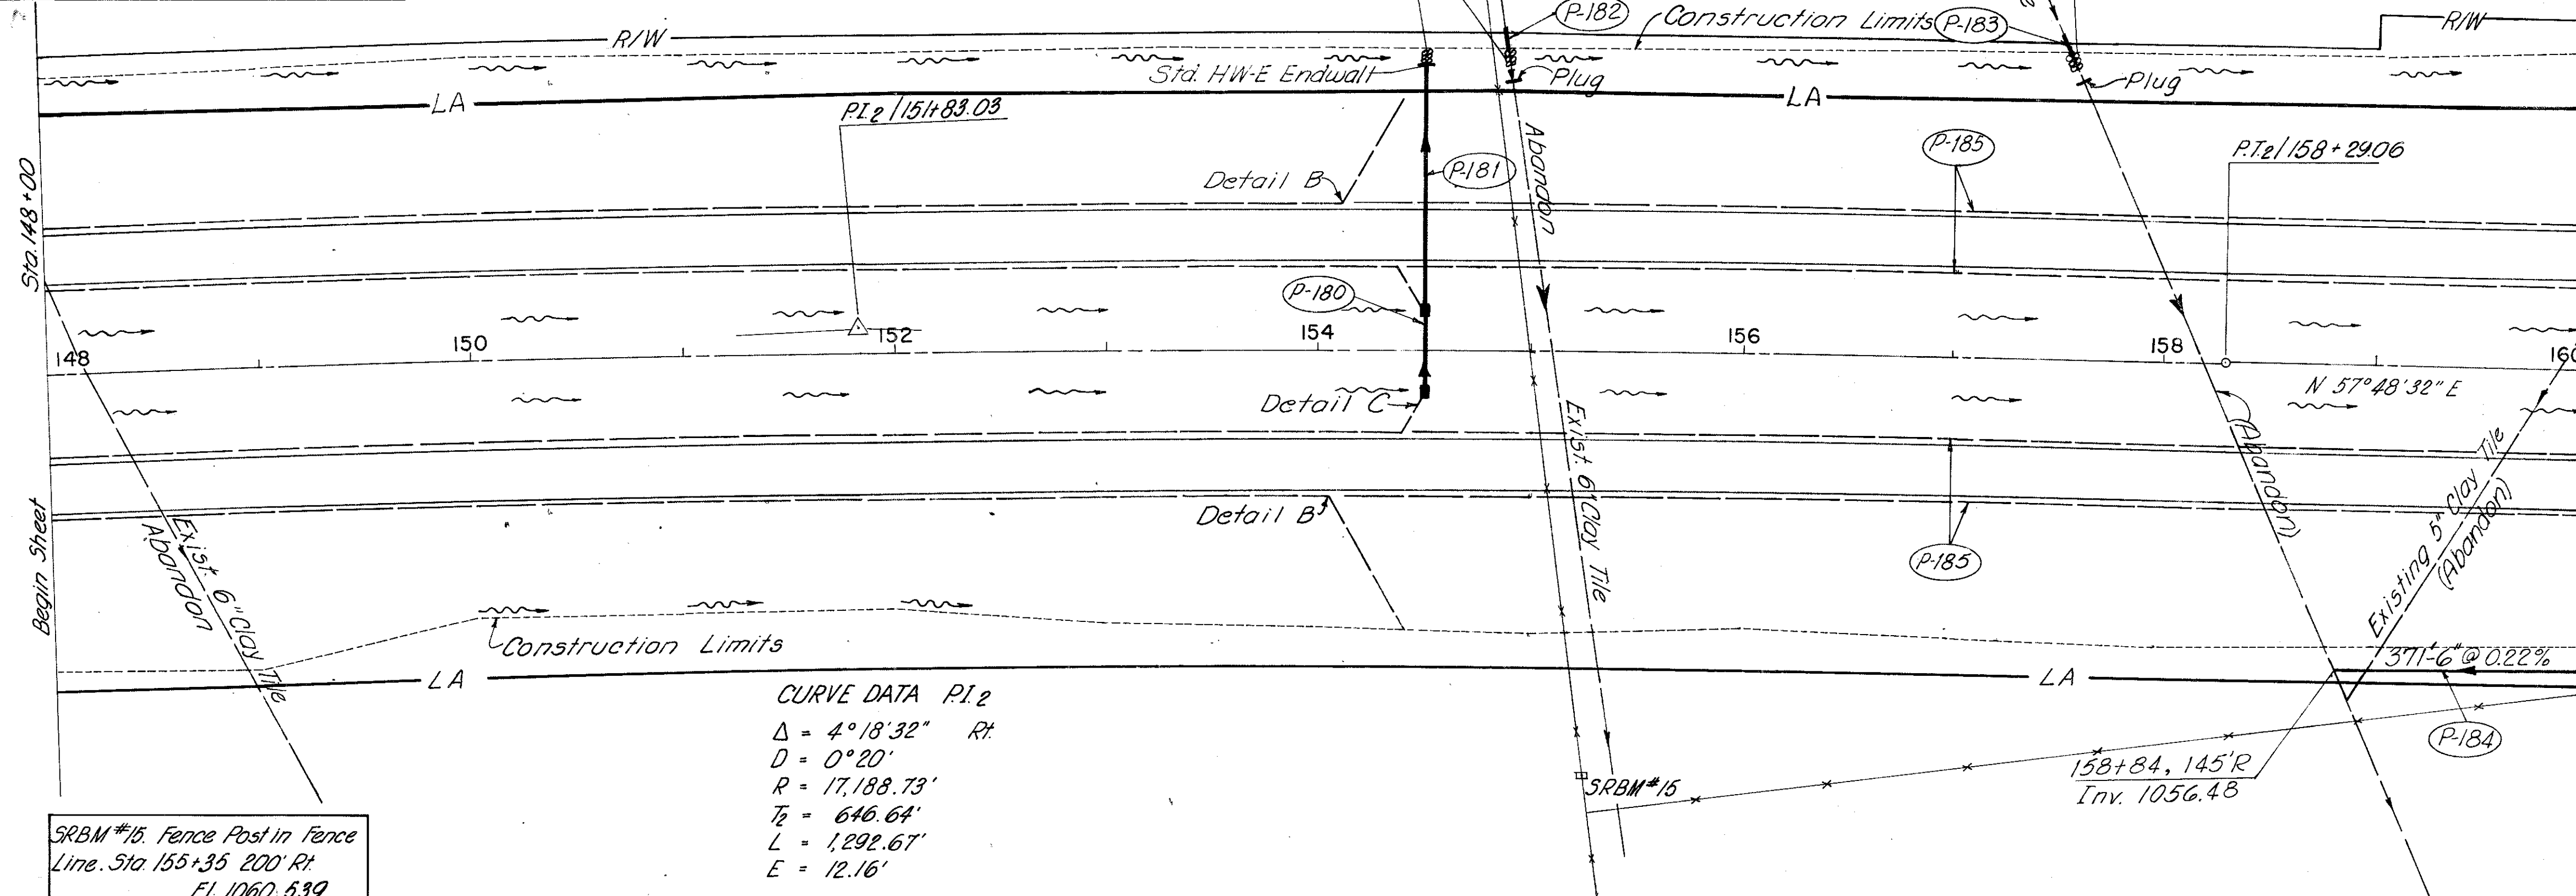 P-182
Construction Limits
P-183
R/W
R/W
Std. HW-E Endwall
Plug
Plug
LA
LA
P.I.2 151+83.03
P-185
P.T.2 158+29.06
Detail B
P-181
Abandon
Sta. 148+00
P-180
148
150
152
154
156
158
160
N 57°48'32" E
Detail C
Exist. 6" Clay Tile
(Abandon)
Existing 5" Clay Tile
(Abandon)
Detail B
P-185
Begin Sheet
Exist. 6" Clay Tile
Abandon
Construction Limits
371'-6" @ 0.22%
LA
LA
P-184
CURVE DATA P.I.2
Δ = 4°18'32" Rt.
D = 0°20'
R = 17,188.73'
T2 = 646.64'
L = 1,292.67'
E = 12.16'
158+84, 145'R
Inv. 1056.48
SRBM #15
SRBM #15. Fence Post in Fence
Line. Sta. 155+35 200' Rt.
El. 1060.539